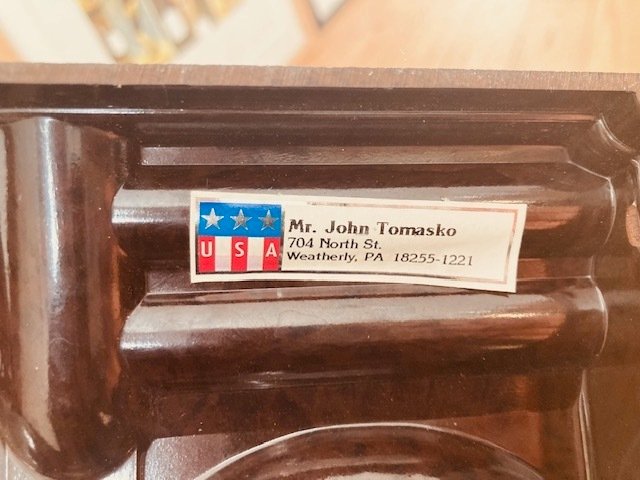 USA
Mr. John Tomasko
704 North St.
Weatherly, PA 18255-1221